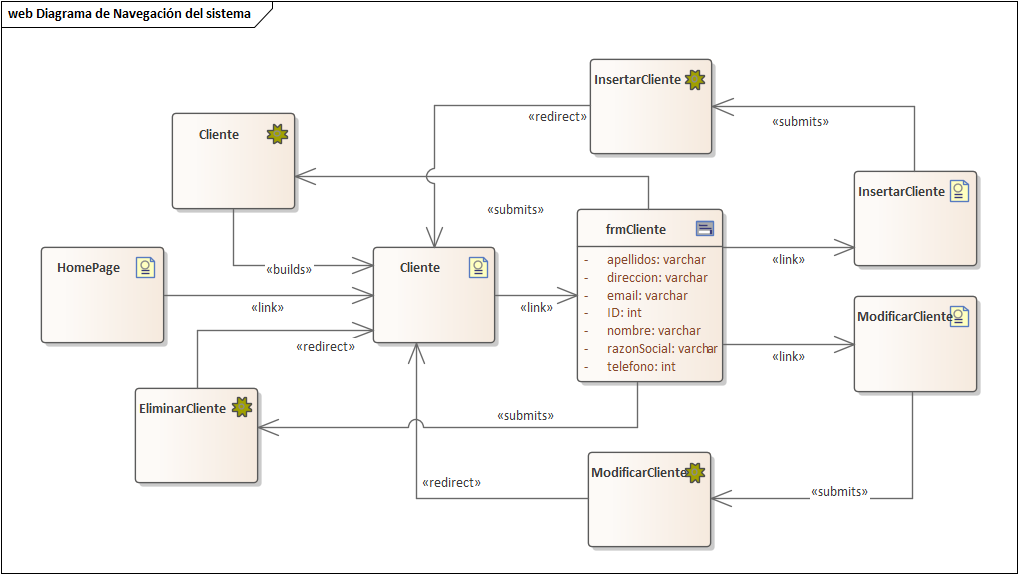 web Diagrama de Navegación del sistema
InsertarCliente
«redirect»
«submits»
Cliente
InsertarCliente
«submits»
frmCliente
- apellidos: varchar
- direccion: varchar
- email: varchar
- ID: int
- nombre: varchar
- razonSocial: varchar
- telefono: int
«link»
HomePage
«builds»
Cliente
«link»
«link»
ModificarCliente
«redirect»
«link»
EliminarCliente
«submits»
ModificarCliente
«redirect»
«submits»